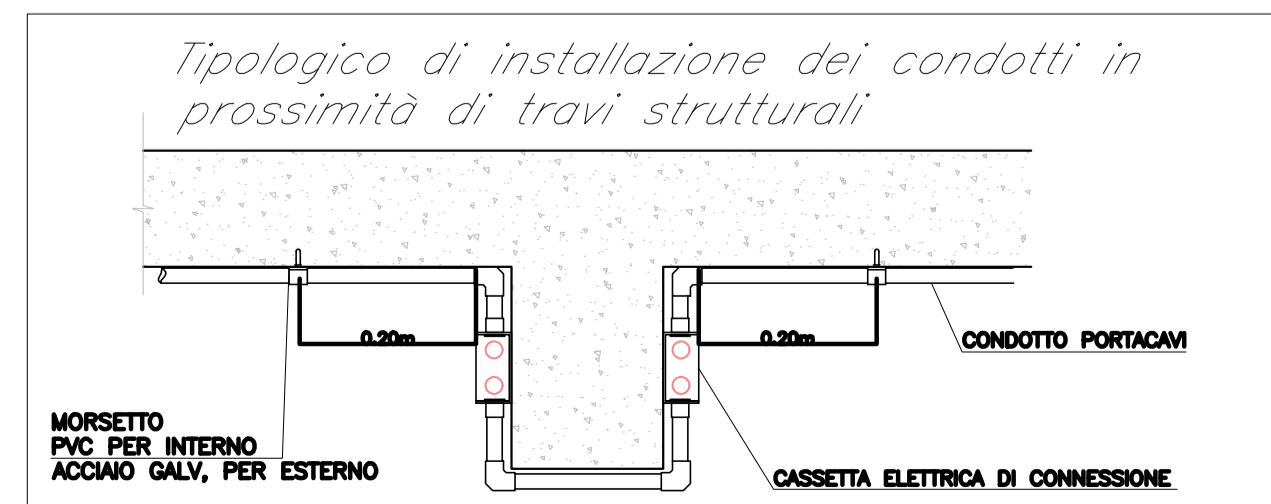 Tipologico di installazione dei condotti in
prossimità di travi strutturali
0.20m
0.20m
CONDOTTO PORTACAVI
MORSETTO
PVC PER INTERNO
ACCIAIO GALV, PER ESTERNO
CASSETTA ELETTRICA DI CONNESSIONE